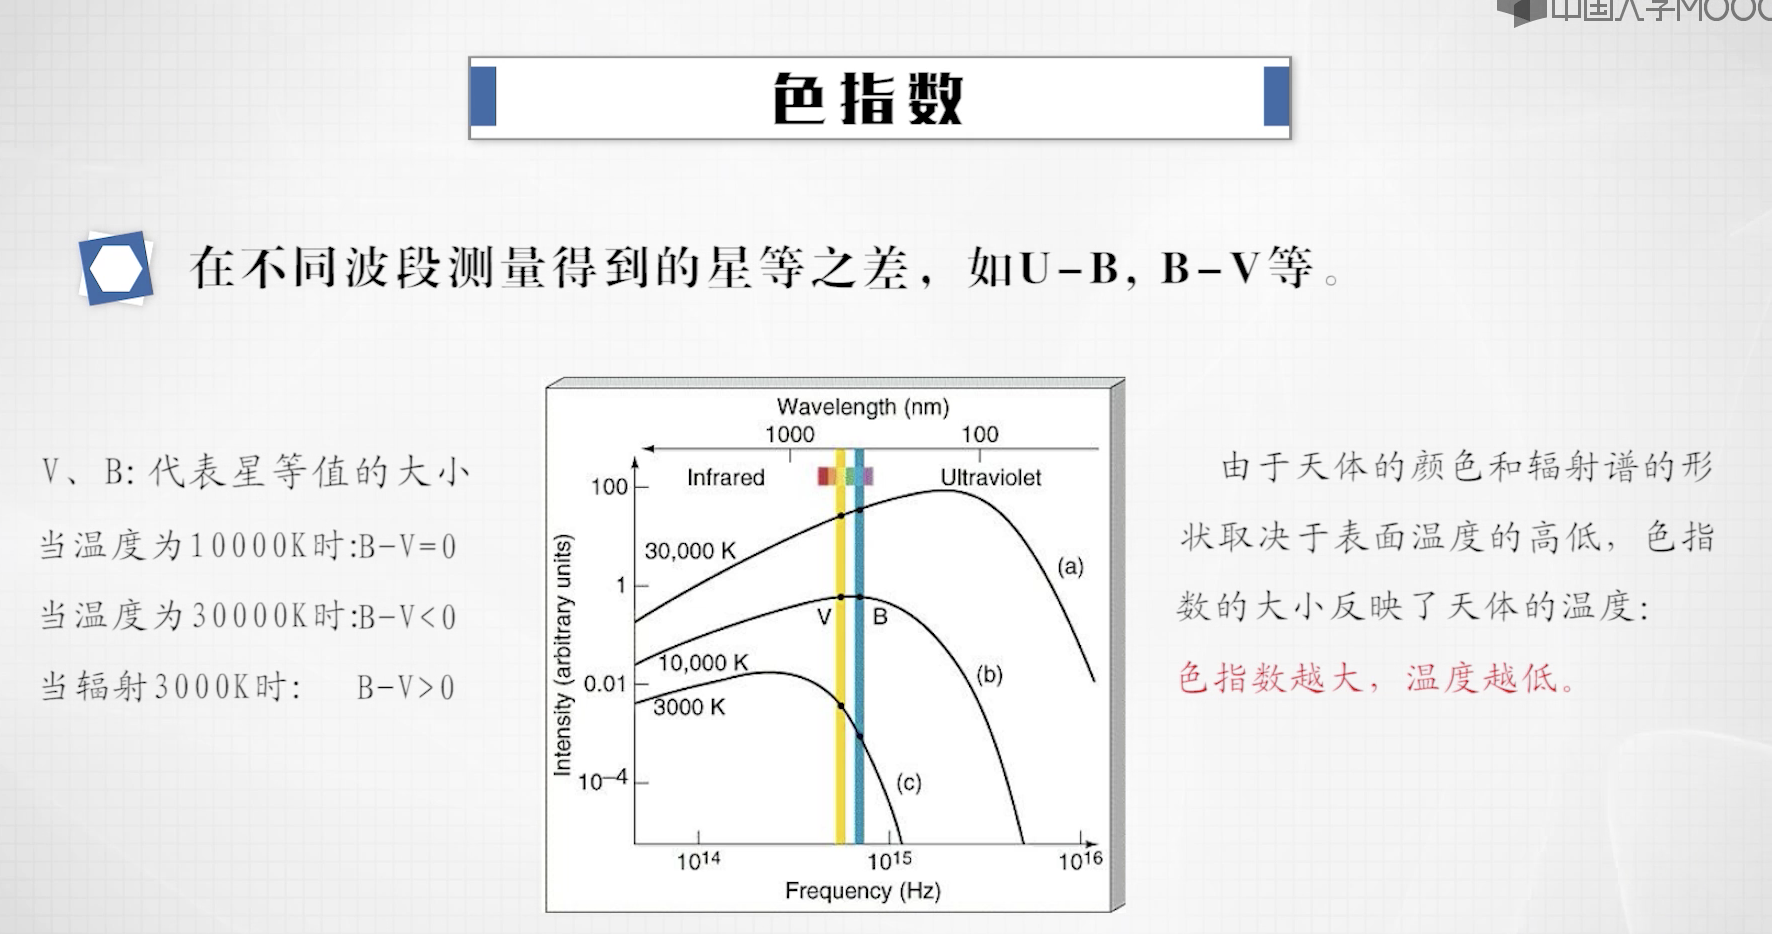 中国大学MOOC
色指数
在不同波段测量得到的星等之差，如U-B, B-V等。
V、B:代表星等值的大小
当温度为10000K时:B-V=0
当温度为30000K时:B-V<0
当辐射3000K时: B-V>0
Wavelength (nm)
1000 100
Infrared Ultraviolet
100
1
0.01
10–4
Intensity (arbitrary units)
30,000 K
(a)
V B
10,000 K
(b)
3000 K
(c)
1014 1015 1016
Frequency (Hz)
由于天体的颜色和辐射谱的形
状取决于表面温度的高低，色指
数的大小反映了天体的温度：
色指数越大，温度越低。